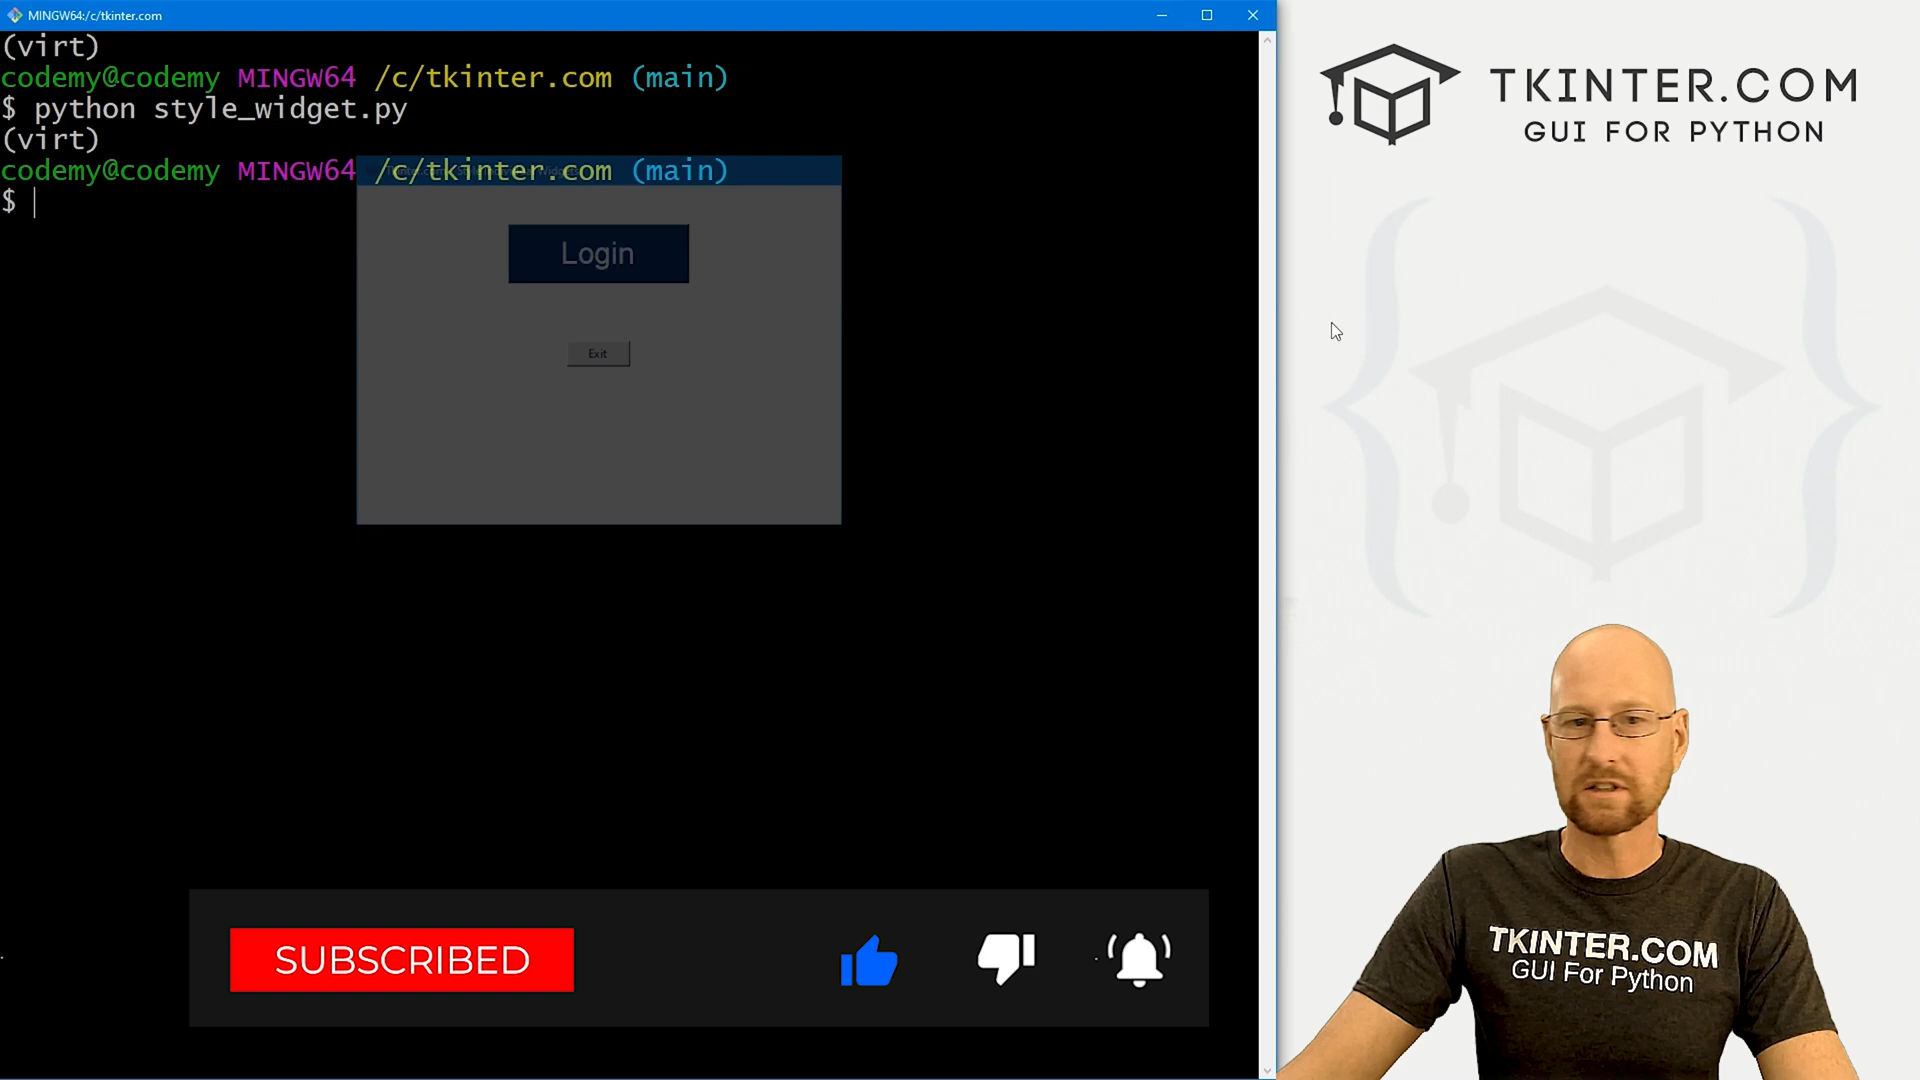 MINGW64:/c/tkinter.com
(virt)
codemy@codemy MINGW64 /c/tkinter.com (main)
$ python style_widget.py
(virt)
codemy@codemy MINGW64 /c/tkinter.com (main)
$
Login
Exit
SUBSCRIBED
TKINTER.COM
GUI FOR PYTHON
TKINTER.COM
GUI For Python